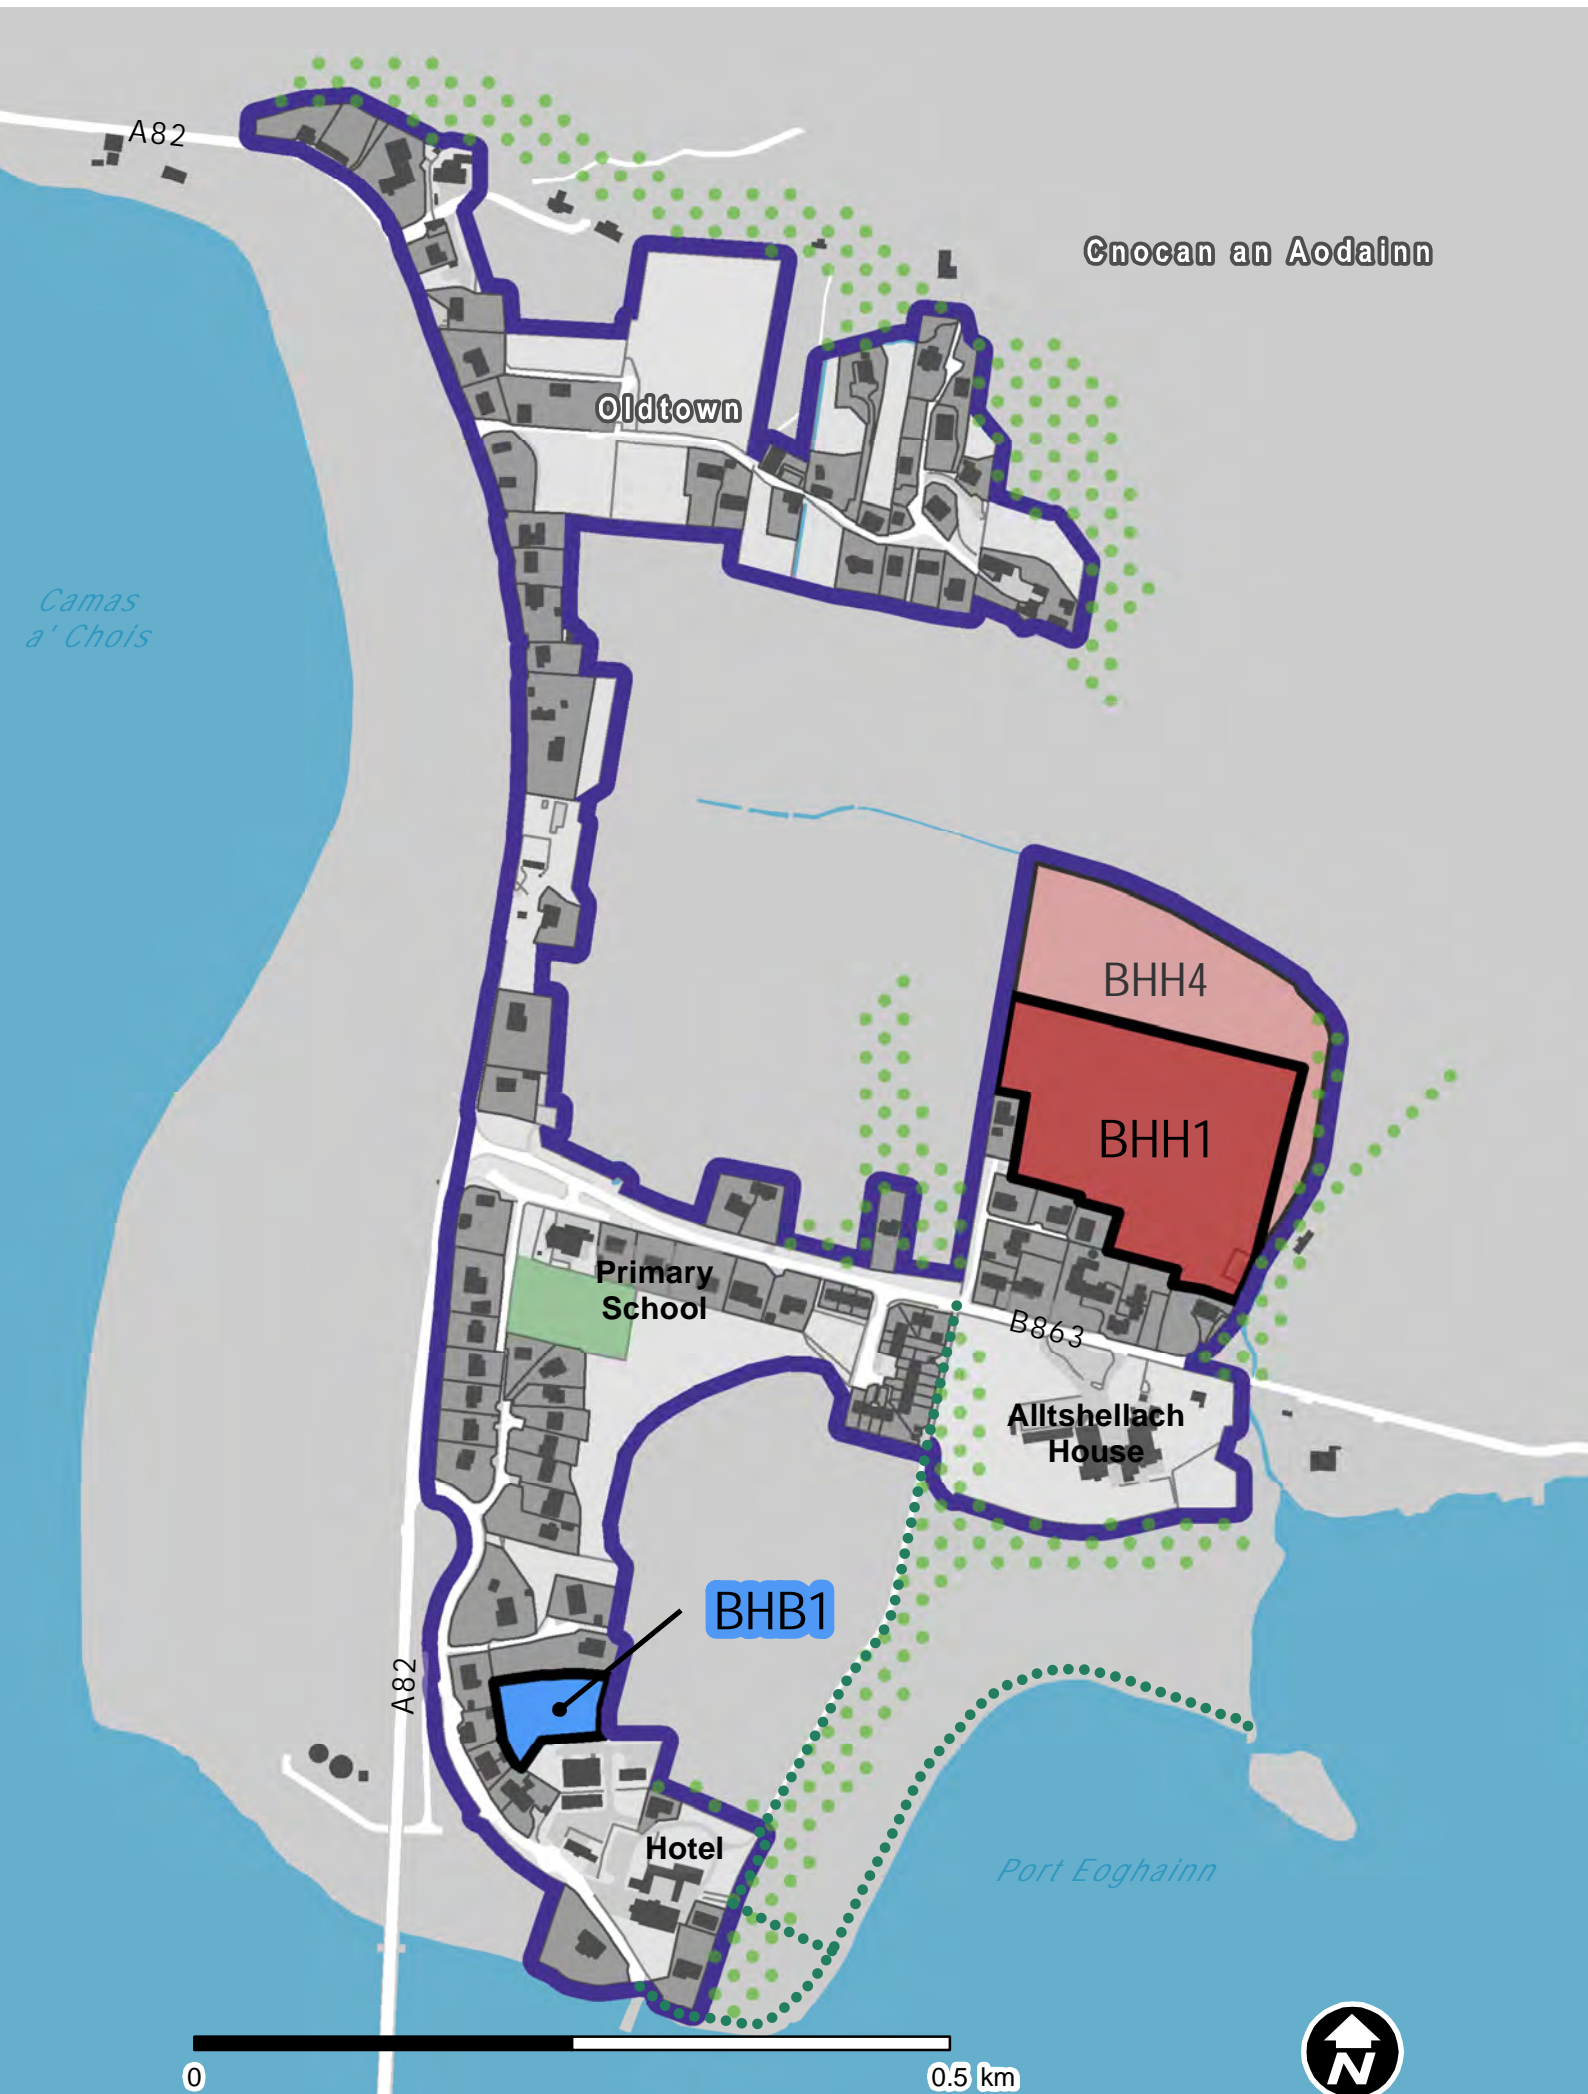 A82
Cnocan an Aodainn
Oldtown
Camas
a' Chois
BHH4
BHH1
Primary
School
B863
Alltshellach
House
BHB1
A82
Hotel
Port Eoghainn
0
0.5 km
N